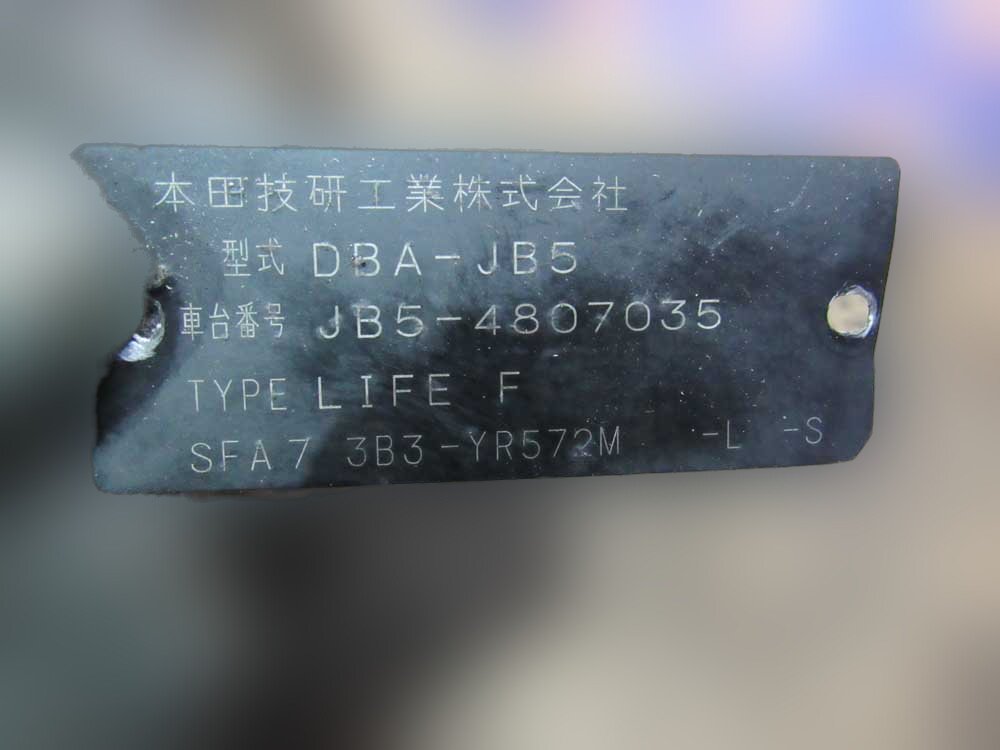 本田技研工業株式会社
型式 DBA-JB5
車台番号 JB5-4807035
TYPE LIFE F
SFA7 3B3-YR572M -L -S